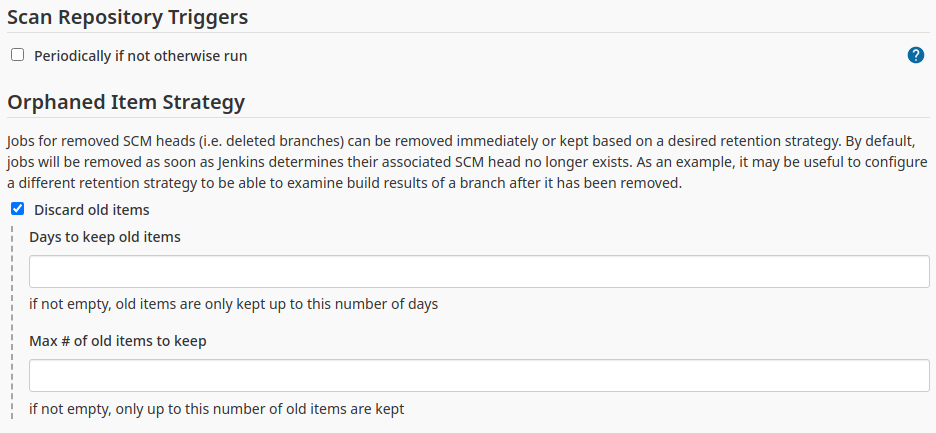 Scan Repository Triggers
Periodically if not otherwise run
?
Orphaned Item Strategy
Jobs for removed SCM heads (i.e. deleted branches) can be removed immediately or kept based on a desired retention strategy. By default,
jobs will be removed as soon as Jenkins determines their associated SCM head no longer exists. As an example, it may be useful to configure
a different retention strategy to be able to examine build results of a branch after it has been removed.
Discard old items
Days to keep old items
if not empty, old items are only kept up to this number of days
Max # of old items to keep
if not empty, only up to this number of old items are kept